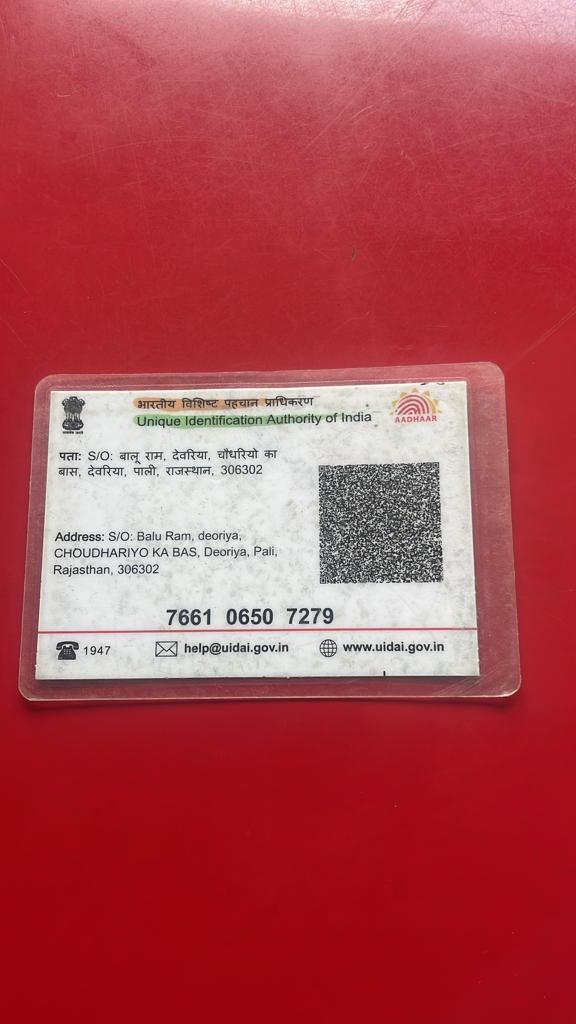 भारतीय विशिष्ट पहचान प्राधिकरण
Unique Identification Authority of India
AADHAAR
पता: S/O: बालू राम, देवरिया, चौधरियो का
बास, देवरिया, पाली, राजस्थान, 306302
Address: S/O: Balu Ram, deoriya,
CHOUDHARIYO KA BAS, Deoriya, Pali,
Rajasthan, 306302
7661 0650 7279
1947 help@uidai.gov.in www.uidai.gov.in